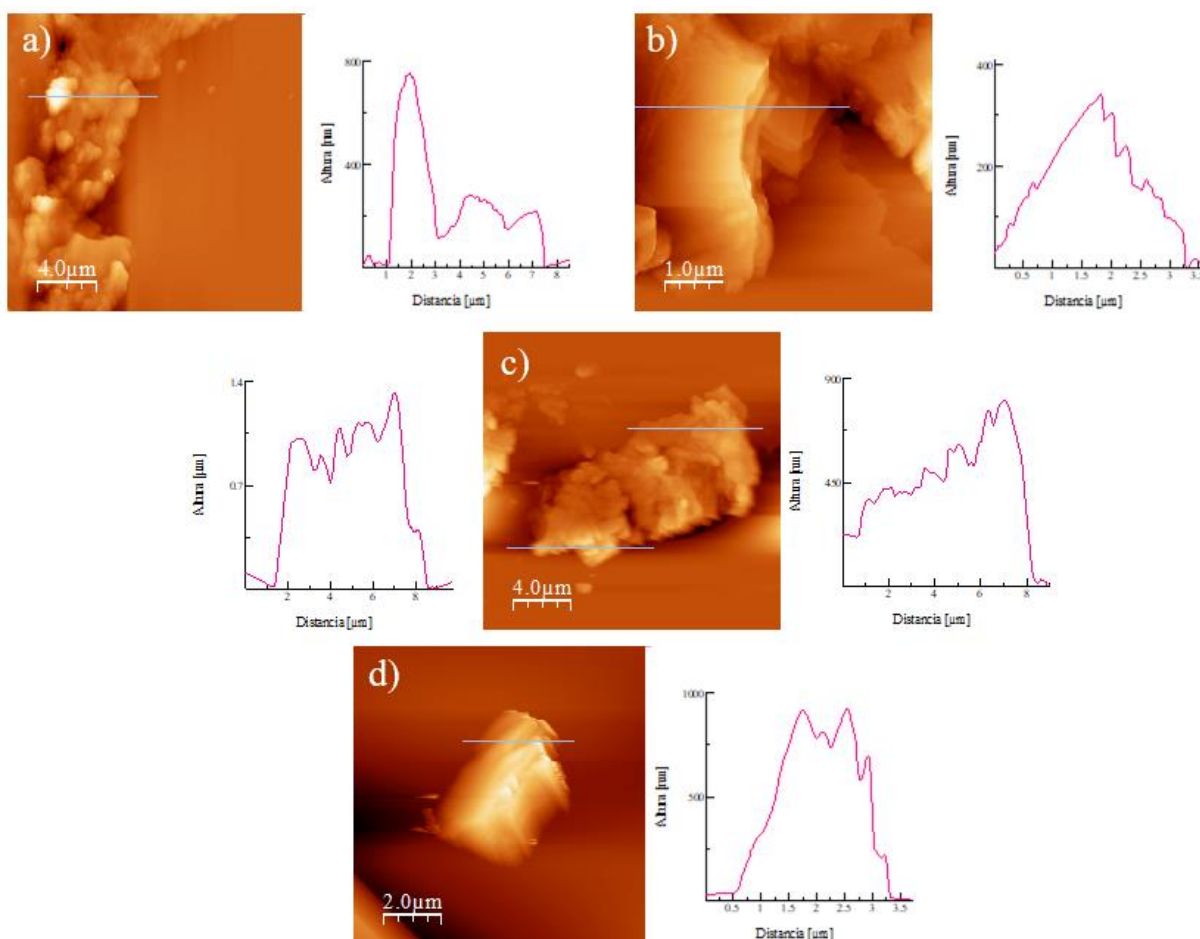 a)
4.0µm
800
400
Altura [nm]
1 2 3 4 5 6 7 8
Distancia [µm]
b)
1.0µm
400
200
Altura [nm]
0.5 1 1.5 2 2.5 3 3.5
Distancia [µm]
1.4
0.7
Altura [µm]
2 4 6 8
Distancia [µm]
c)
4.0µm
900
450
Altura [nm]
2 4 6 8
Distancia [µm]
d)
2.0µm
1000
500
Altura [nm]
0.5 1 1.5 2 2.5 3 3.5
Distancia [µm]